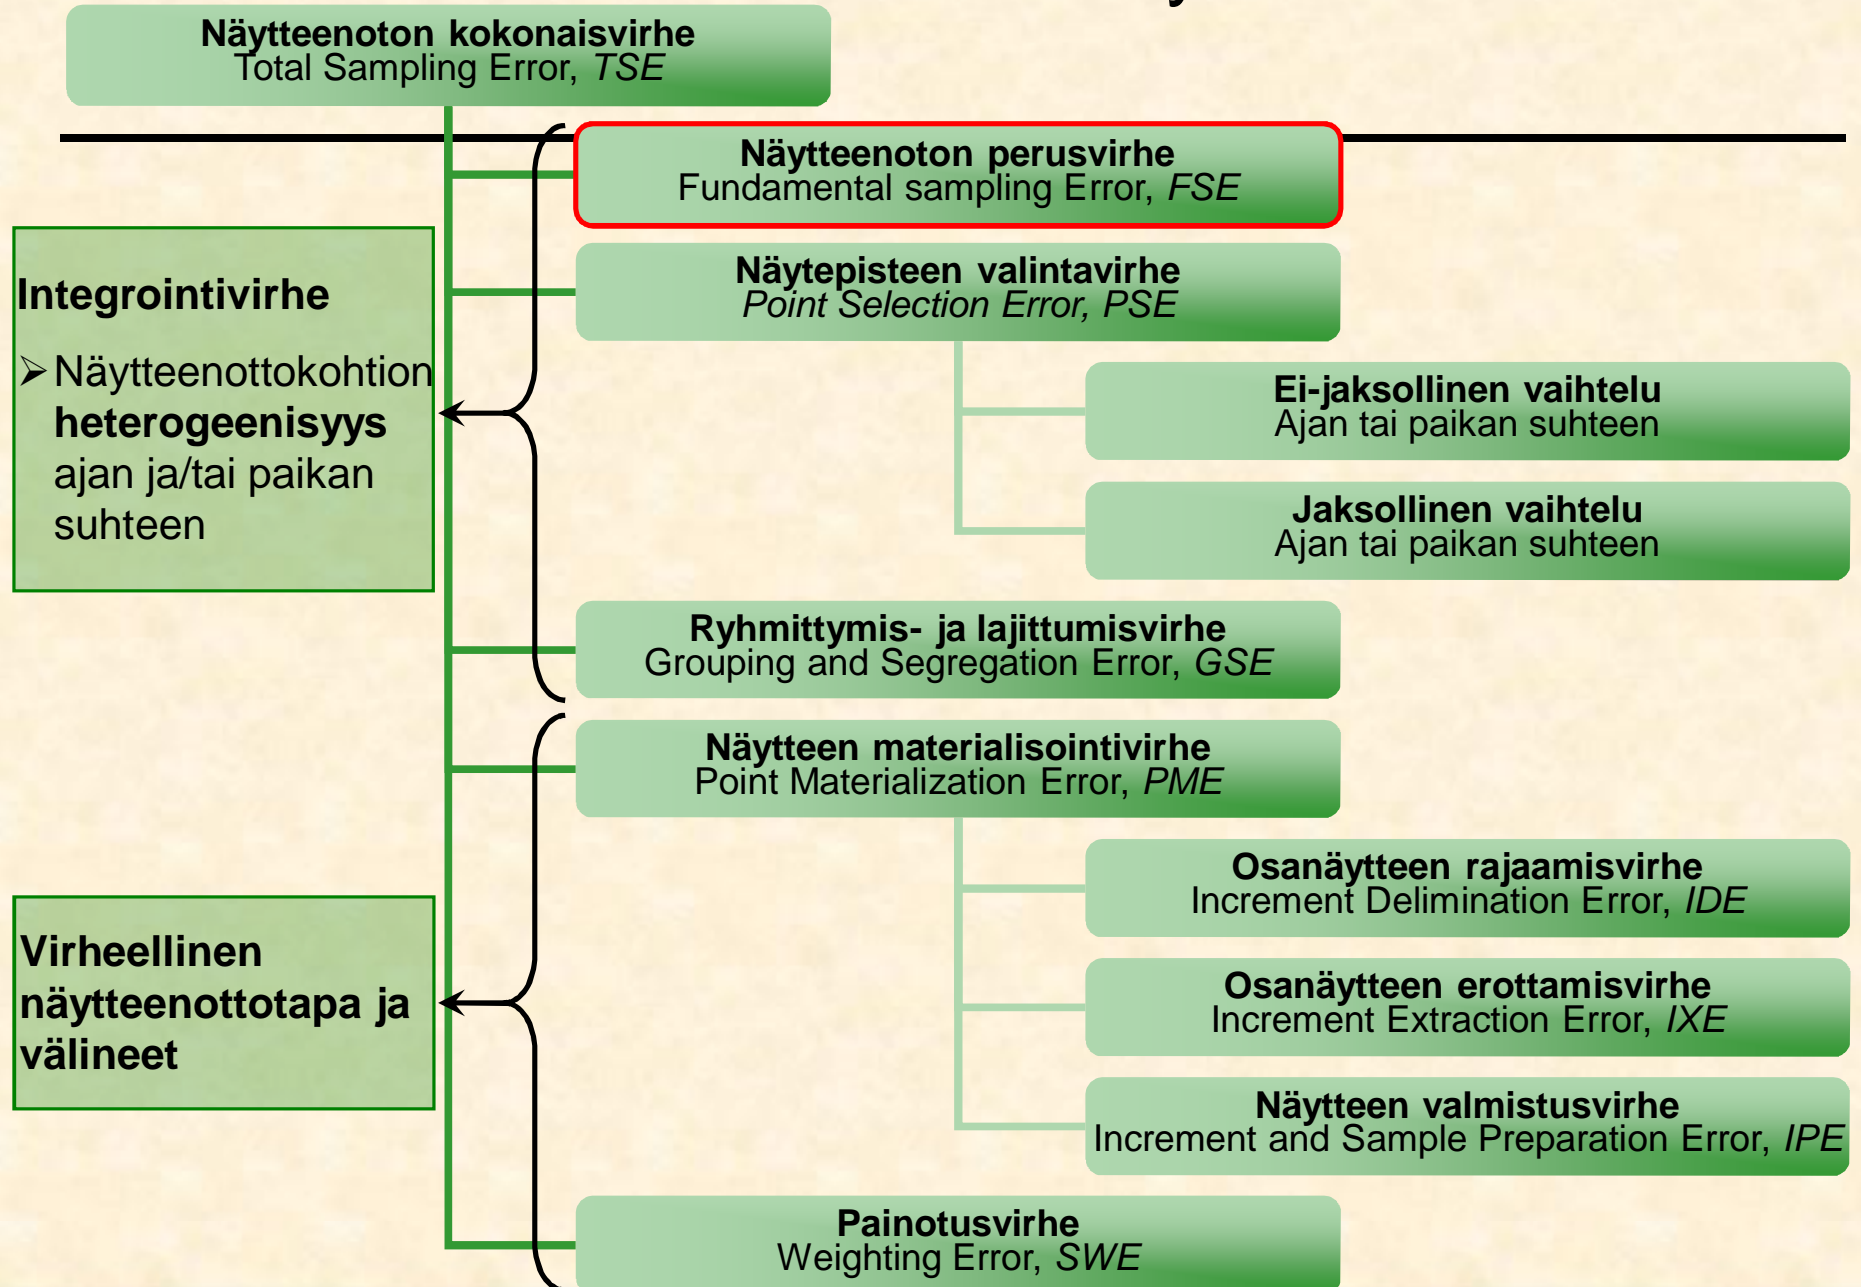 Näytteenoton kokonaisvirhe
Total Sampling Error, TSE
Näytteenoton perusvirhe
Fundamental sampling Error, FSE
Integrointivirhe
➢ Näytteenottokohtion
heterogeenisyys
ajan ja/tai paikan
suhteen
Näytepisteen valintavirhe
Point Selection Error, PSE
Ei-jaksollinen vaihtelu
Ajan tai paikan suhteen
Jaksollinen vaihtelu
Ajan tai paikan suhteen
Ryhmittymis- ja lajittumisvirhe
Grouping and Segregation Error, GSE
Näytteen materialisointivirhe
Point Materialization Error, PME
Virheellinen
näytteenottotapa ja
välineet
Osanäytteen rajaamisvirhe
Increment Delimination Error, IDE
Osanäytteen erottamisvirhe
Increment Extraction Error, IXE
Näytteen valmistusvirhe
Increment and Sample Preparation Error, IPE
Painotusvirhe
Weighting Error, SWE